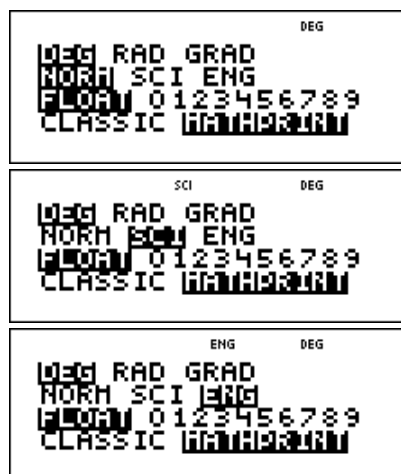 DEG
DEG RAD GRAD
NORM SCI ENG
FLOAT 0123456789
CLASSIC MATHPRINT
SCI DEG
DEG RAD GRAD
NORM SCI ENG
FLOAT 0123456789
CLASSIC MATHPRINT
ENG DEG
DEG RAD GRAD
NORM SCI ENG
FLOAT 0123456789
CLASSIC MATHPRINT